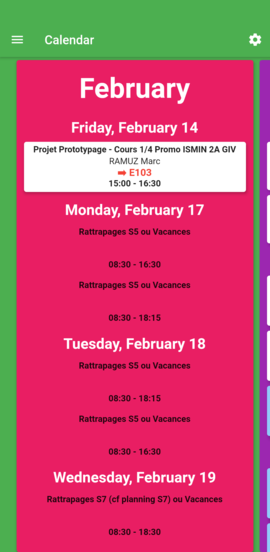 Calendar
February
Friday, February 14
Projet Prototypage - Cours 1/4 Promo ISMIN 2A GIV
RAMUZ Marc
➡ E103
15:00 - 16:30
Monday, February 17
Rattrapages S5 ou Vacances
08:30 - 16:30
Rattrapages S5 ou Vacances
08:30 - 18:15
Tuesday, February 18
Rattrapages S5 ou Vacances
08:30 - 18:15
Rattrapages S5 ou Vacances
08:30 - 16:30
Wednesday, February 19
Rattrapages S7 (cf planning S7) ou Vacances
08:30 - 18:30